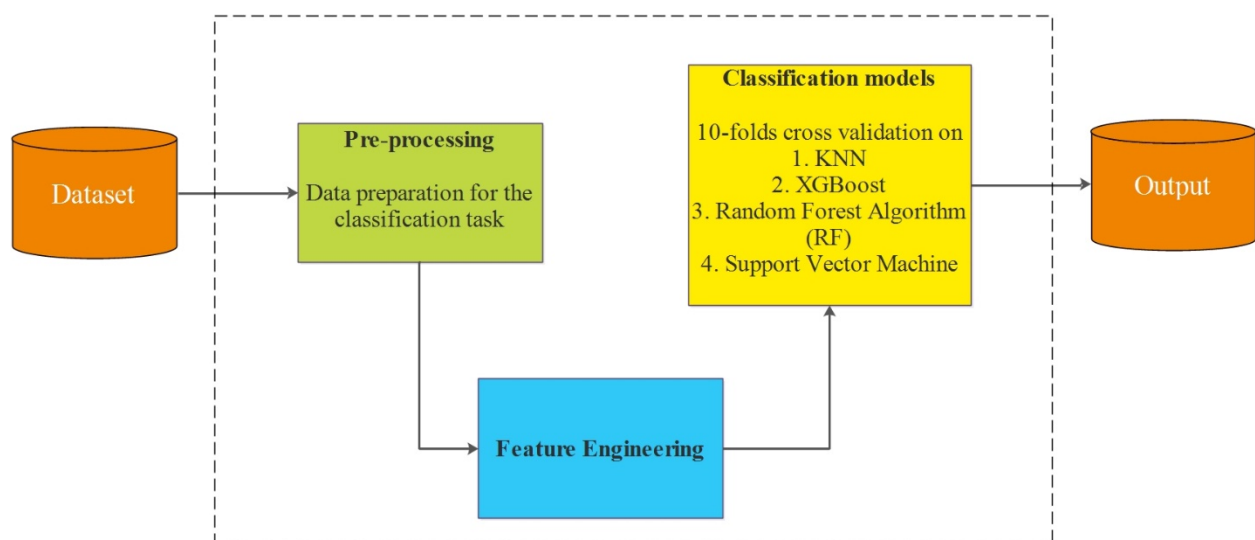 Dataset
Pre-processing
Data preparation for the
classification task
Feature Engineering
Classification models
10-folds cross validation on
1. KNN
2. XGBoost
3. Random Forest Algorithm
(RF)
4. Support Vector Machine
Output